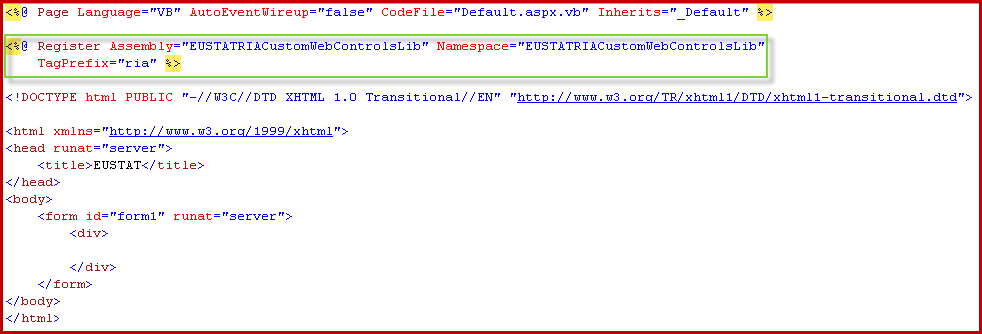 <%@ Page Language="VB" AutoEventWireup="false" CodeFile="Default.aspx.vb" Inherits="_Default" %>
<%@ Register Assembly="EUSTATRIACustomWebControlsLib" Namespace="EUSTATRIACustomWebControlsLib"
    TagPrefix="ria" %>
<!DOCTYPE html PUBLIC "-//W3C//DTD XHTML 1.0 Transitional//EN" "http://www.w3.org/TR/xhtml1/DTD/xhtml1-transitional.dtd">
<html xmlns="http://www.w3.org/1999/xhtml">
<head runat="server">
    <title>EUSTAT</title>
</head>
<body>
    <form id="form1" runat="server">
        <div>
        </div>
    </form>
</body>
</html>